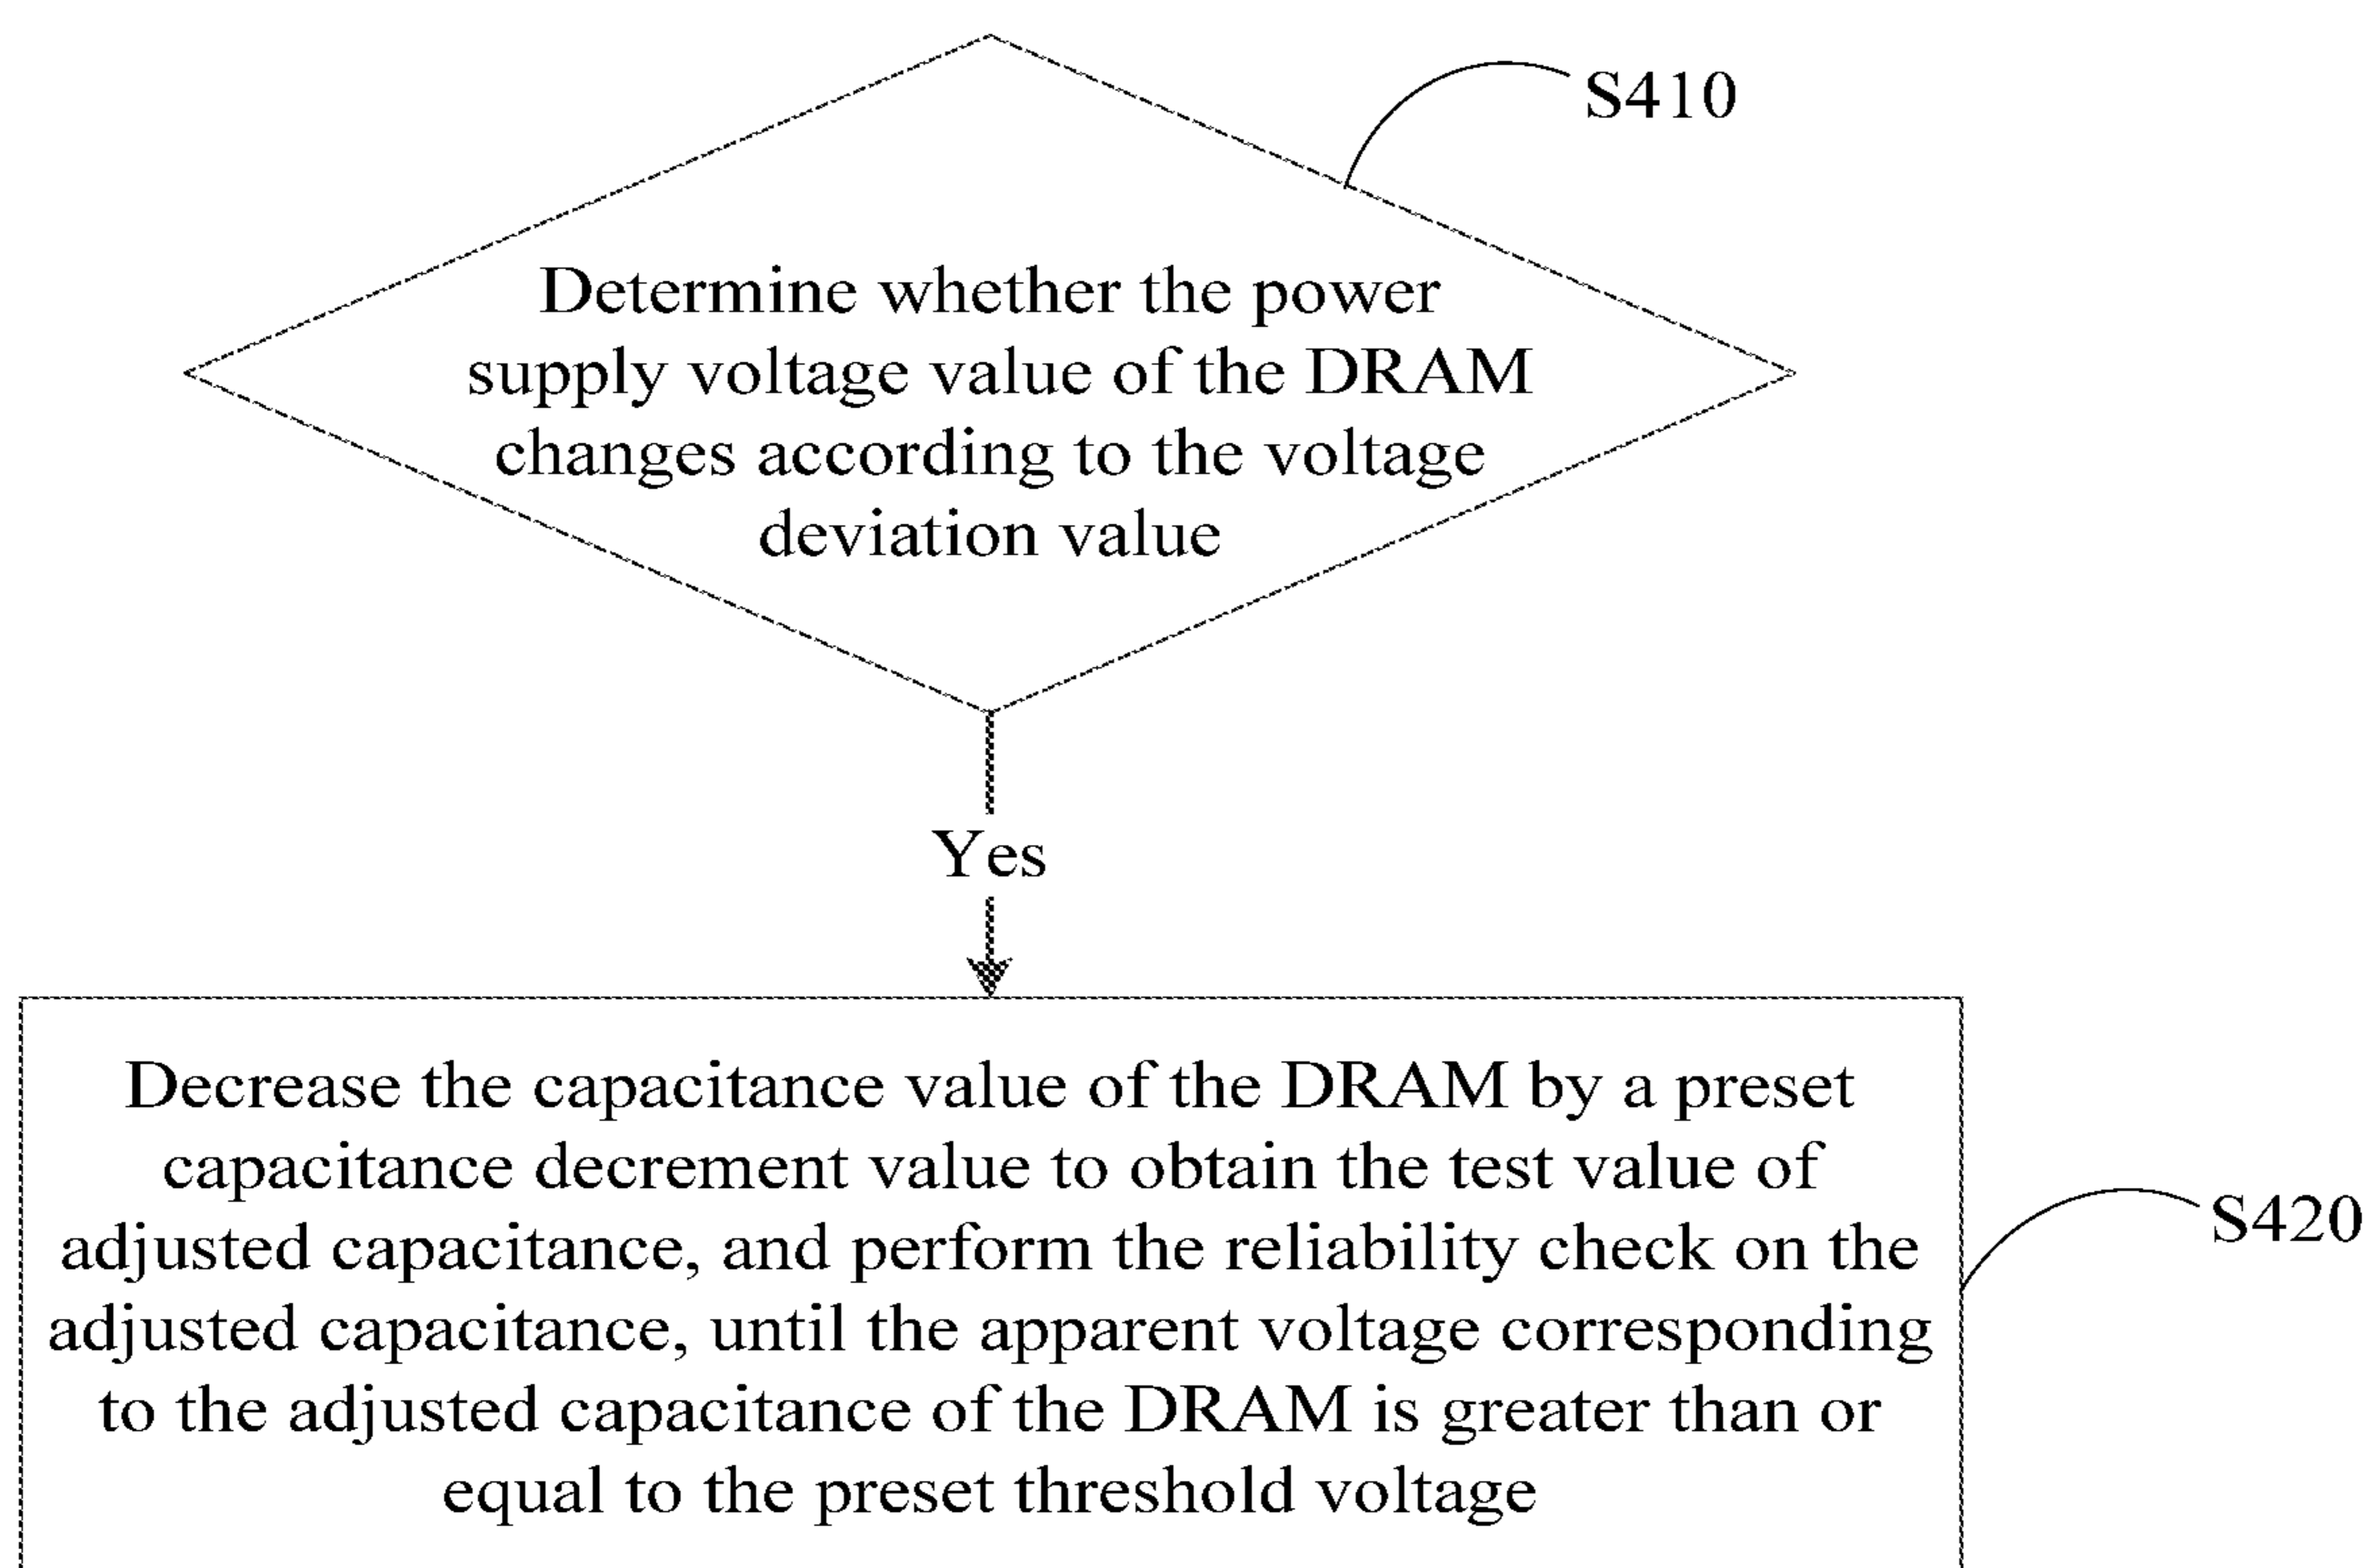 S410
Determine whether the power
supply voltage value of the DRAM
changes according to the voltage
deviation value
Yes
Decrease the capacitance value of the DRAM by a preset
capacitance decrement value to obtain the test value of
adjusted capacitance, and perform the reliability check on the
adjusted capacitance, until the apparent voltage corresponding
to the adjusted capacitance of the DRAM is greater than or
equal to the preset threshold voltage
S420